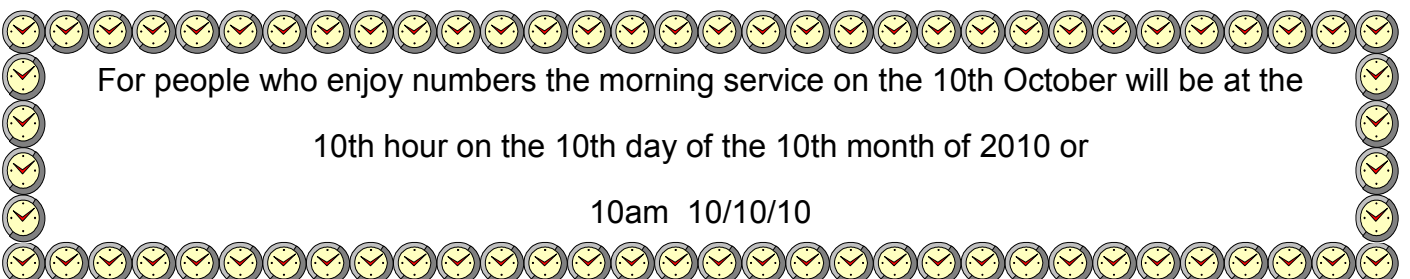 For people who enjoy numbers the morning service on the 10th October will be at the
10th hour on the 10th day of the 10th month of 2010 or
10am  10/10/10